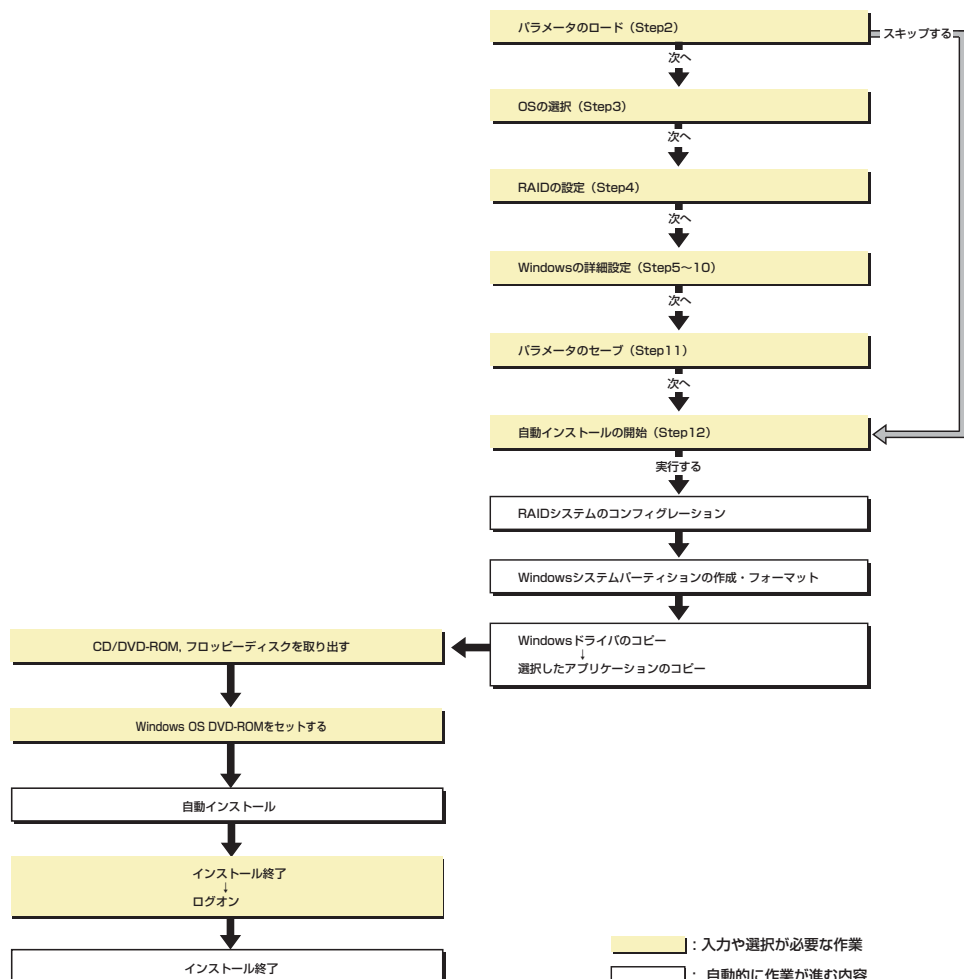 パラメータのロード（Step2）
スキップする
次へ
OSの選択（Step3）
次へ
RAIDの設定（Step4）
次へ
Windowsの詳細設定（Step5～10）
次へ
パラメータのセーブ（Step11）
次へ
自動インストールの開始（Step12）
実行する
RAIDシステムのコンフィグレーション
Windowsシステムパーティションの作成・フォーマット
Windowsドライバのコピー
↓
選択したアプリケーションのコピー
CD/DVD-ROM, フロッピーディスクを取り出す
Windows OS DVD-ROMをセットする
自動インストール
インストール終了
↓
ログオン
インストール終了
：入力や選択が必要な作業
：自動的に作業が進む内容